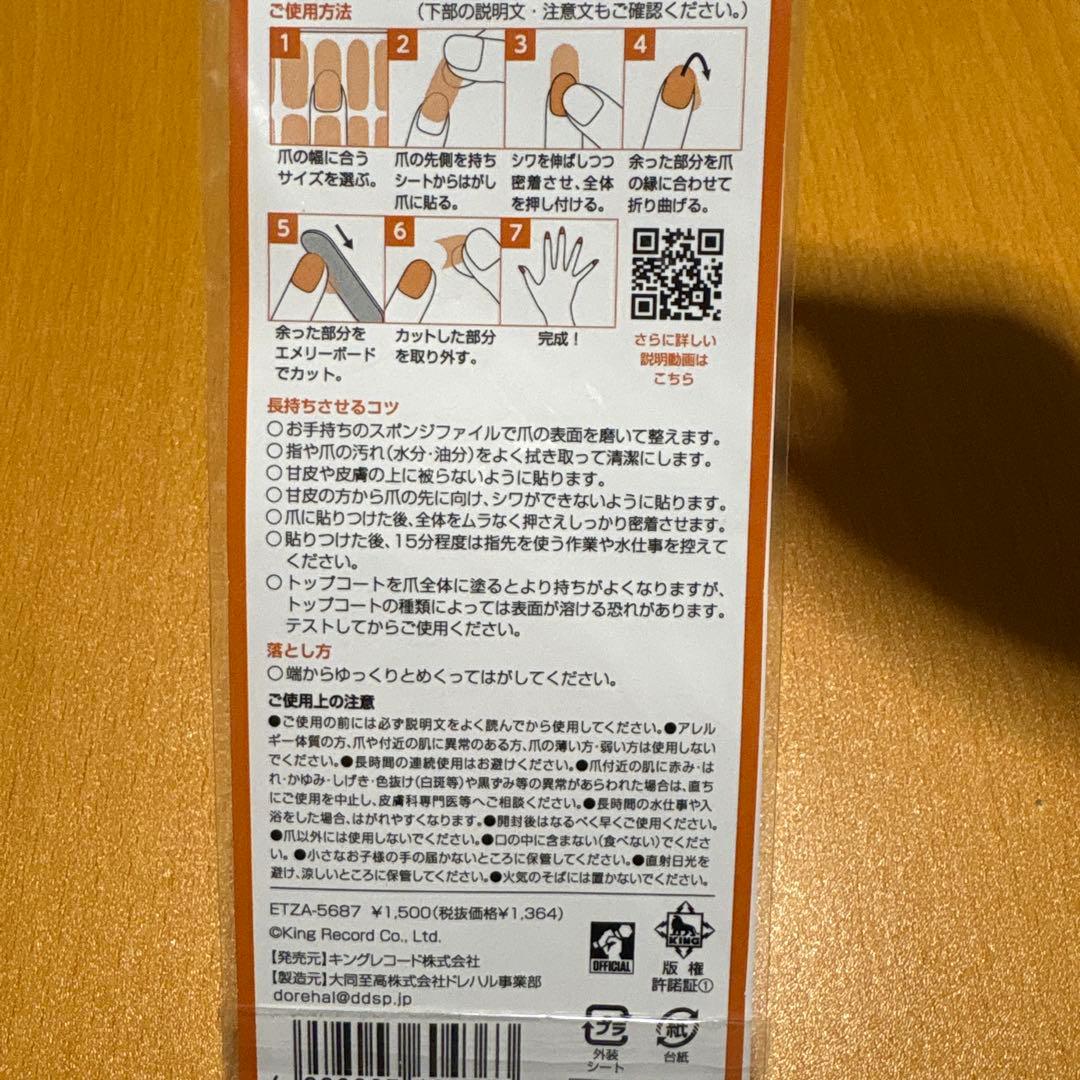 ご使用方法 (下部の説明文・注意文もご確認ください。)
1 2 3 4
爪の幅に合う
サイズを選ぶ。
爪の先側を持ち
シートからはがし
爪に貼る。
シワを伸ばしつつ
密着させ、全体
を押し付ける。
余った部分を爪
の縁に合わせて
折り曲げる。
5 6 7
余った部分を
エメリーボード
でカット。
カットした部分
を取り外す。
完成!
さらに詳しい
説明動画は
こちら
長持ちさせるコツ
○お手持ちのスポンジファイルで爪の表面を磨いて整えます。
○指や爪の汚れ(水分・油分)をよく拭き取って清潔にします。
○甘皮や皮膚の上に被らないように貼ります。
○甘皮の方から爪の先に向け、シワができないように貼ります。
○爪に貼りつけた後、全体をムラなく押さえしっかり密着させます。
○貼りつけた後、15分程度は指先を使う作業や水仕事を控えて
ください。
○トップコートを爪全体に塗るとより持ちがよくなりますが、
トップコートの種類によっては表面が溶ける恐れがあります。
テストしてからご使用ください。
落とし方
○端からゆっくりとめくってはがしてください。
ご使用上の注意
●ご使用の前には必ず説明文をよく読んでから使用してください。●アレル
ギー体質の方、爪や付近の肌に異常のある方、爪の薄い方・弱い方は使用しない
でください。●長時間の連続使用はお避けください。●爪付近の肌に赤み・は
れ・かゆみ・しげき・色抜け(白斑等)や黒ずみ等の異常があらわれた場合は、直ち
にご使用を中止し、皮膚科専門医等へご相談ください。●長時間の水仕事や入
浴をした場合、はがれやすくなります。●開封後はなるべく早くご使用ください。
●爪以外には使用しないでください。●口の中に含まない(食べない)でくださ
い。●小さなお子様の手の届かないところに保管してください。●直射日光を
避け、涼しいところに保管してください。●火気のそばには置かないでください。
ETZA-5687 ¥1,500(税抜価格¥1,364)
©King Record Co., Ltd.
【発売元】キングレコード株式会社
【製造元】大同至高株式会社ドレハル事業部
dorehal@ddsp.jp
OFFICIAL
KING
版権
許諾証①
プラ
外装
シート
紙
台紙